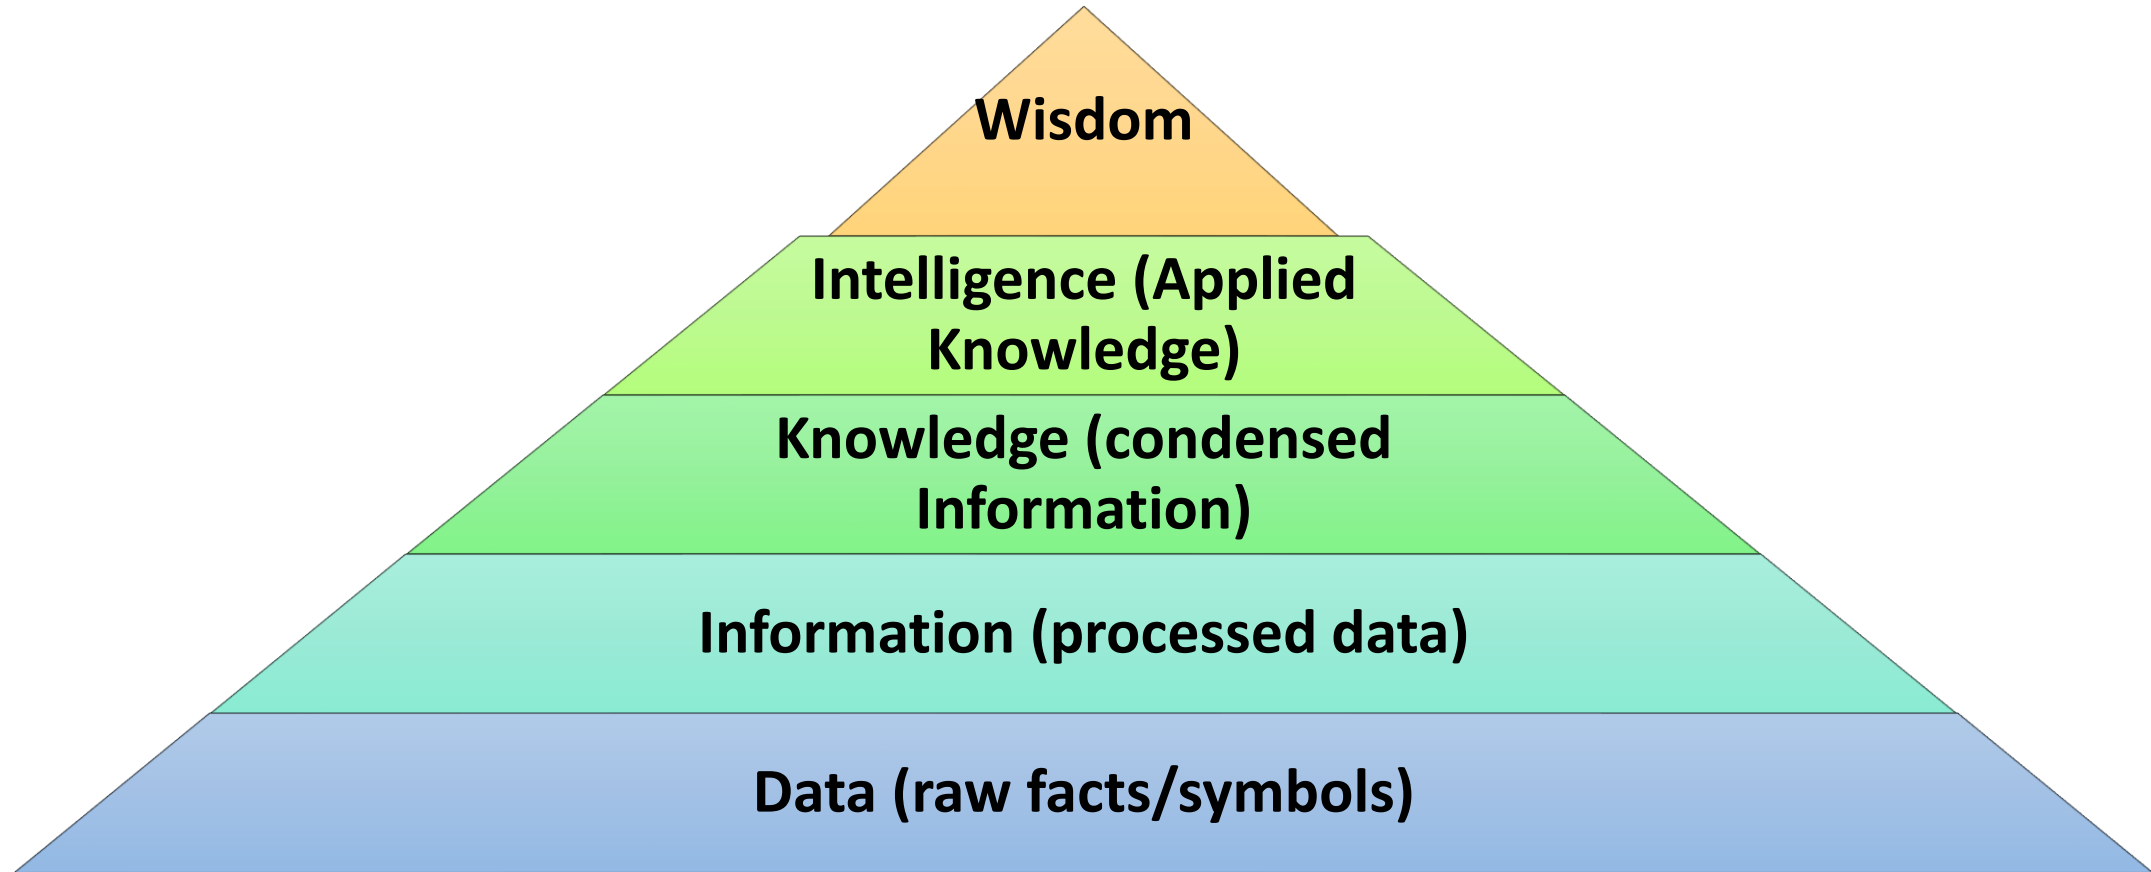 Wisdom
Intelligence (Applied
Knowledge)
Knowledge (condensed
Information)
Information (processed data)
Data (raw facts/symbols)